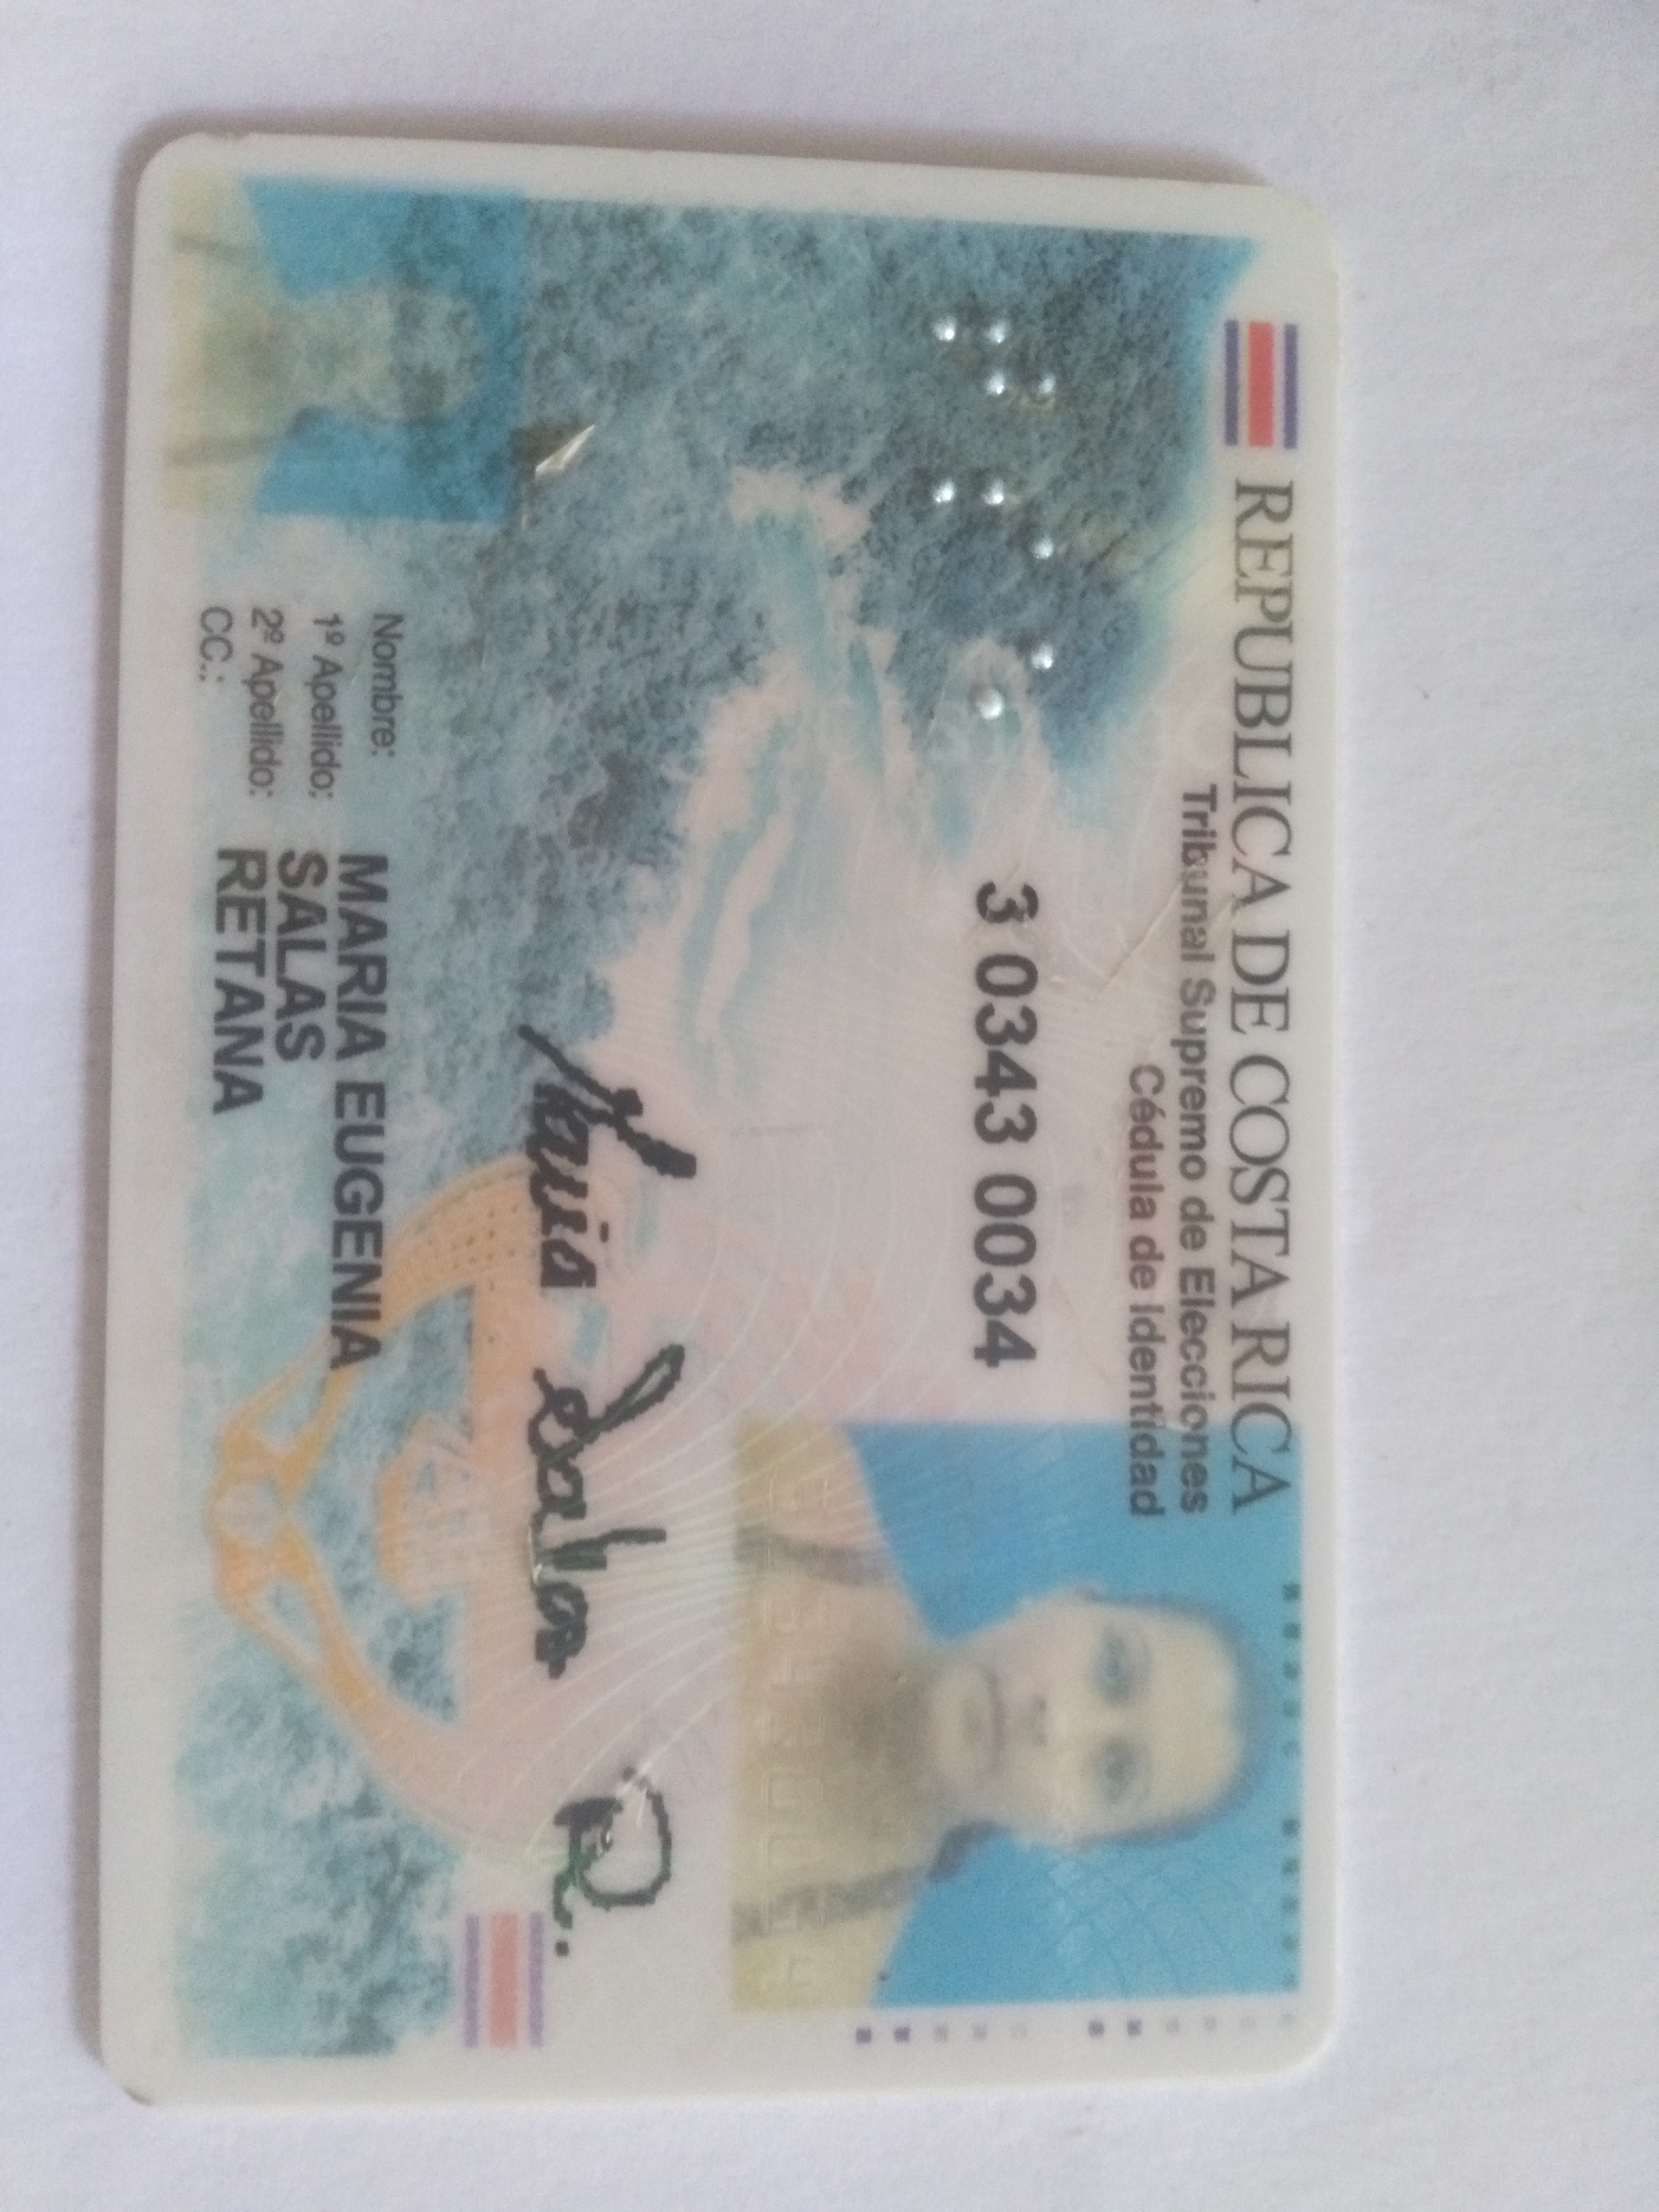 REPUBLICA DE COSTA RICA
Tribunal Supremo de Elecciones
Cédula de Identidad
3 0343 0034
Maria Salas R.
Nombre: MARIA EUGENIA
1º Apellido: SALAS
2º Apellido: RETANA
CC.: